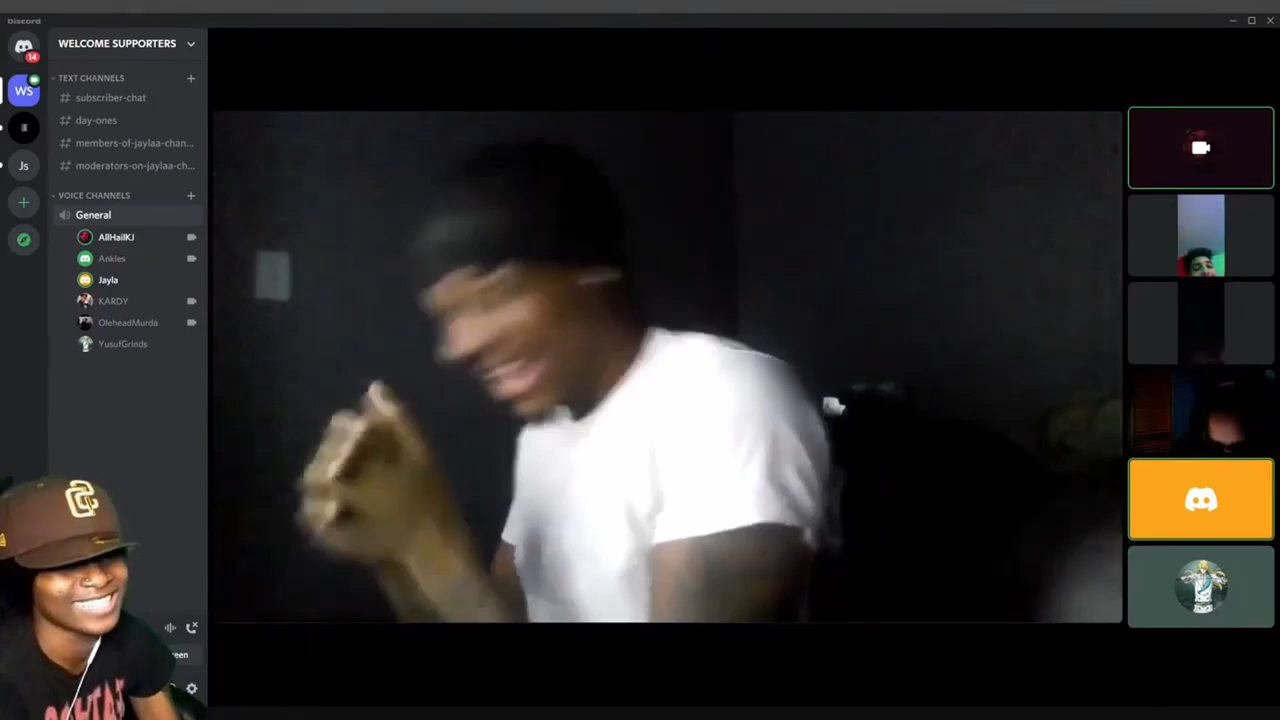 Discord
WELCOME SUPPORTERS
14
TEXT CHANNELS
WS
subscriber-chat
day-ones
members-of-jaylaa-chan...
Js
moderators-on-jaylaa-ch...
VOICE CHANNELS
General
AllHailKJ
Ankles
Jayla
KARDY
OleheadMurda
YusufGrinds
een